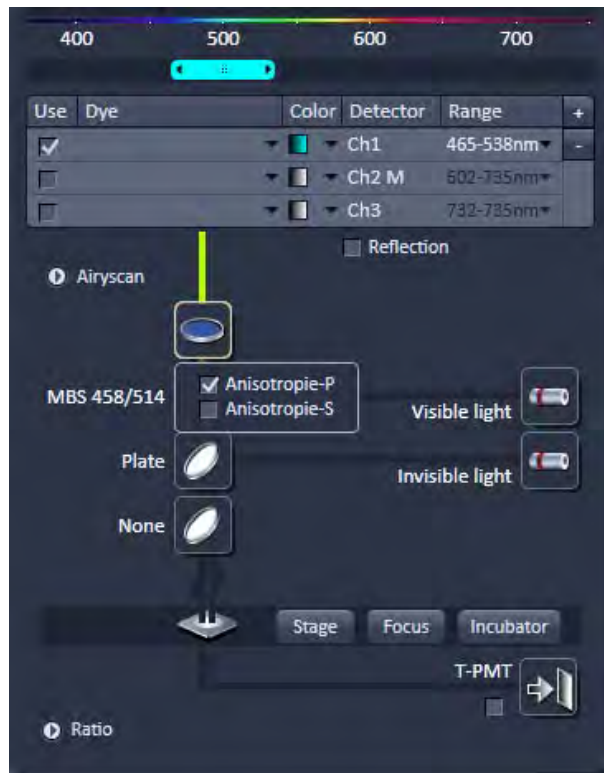 400 500 600 700
Use Dye Color Detector Range +
Ch1 465-538nm -
Ch2 M 602-735nm
Ch3 732-735nm
Reflection
Airyscan
Anisotropie-P
MBS 458/514
Anisotropie-S
Visible light
Plate
Invisible light
None
Stage Focus Incubator
T-PMT
Ratio